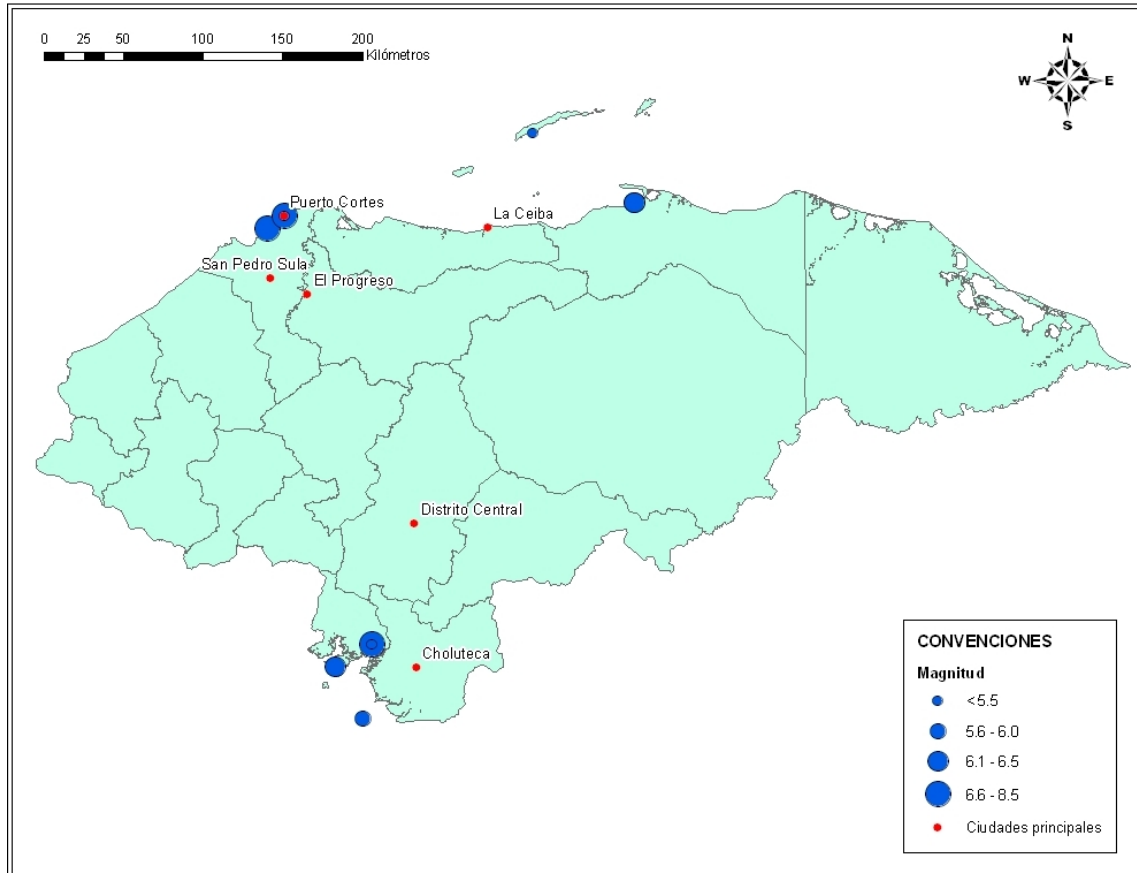 0 25 50 100 150 200
Kilómetros
N
W E
S
Puerto Cortes
La Ceiba
San Pedro Sula
El Progreso
Distrito Central
Choluteca
CONVENCIONES
Magnitud
<5.5
5.6 - 6.0
6.1 - 6.5
6.6 - 8.5
Ciudades principales